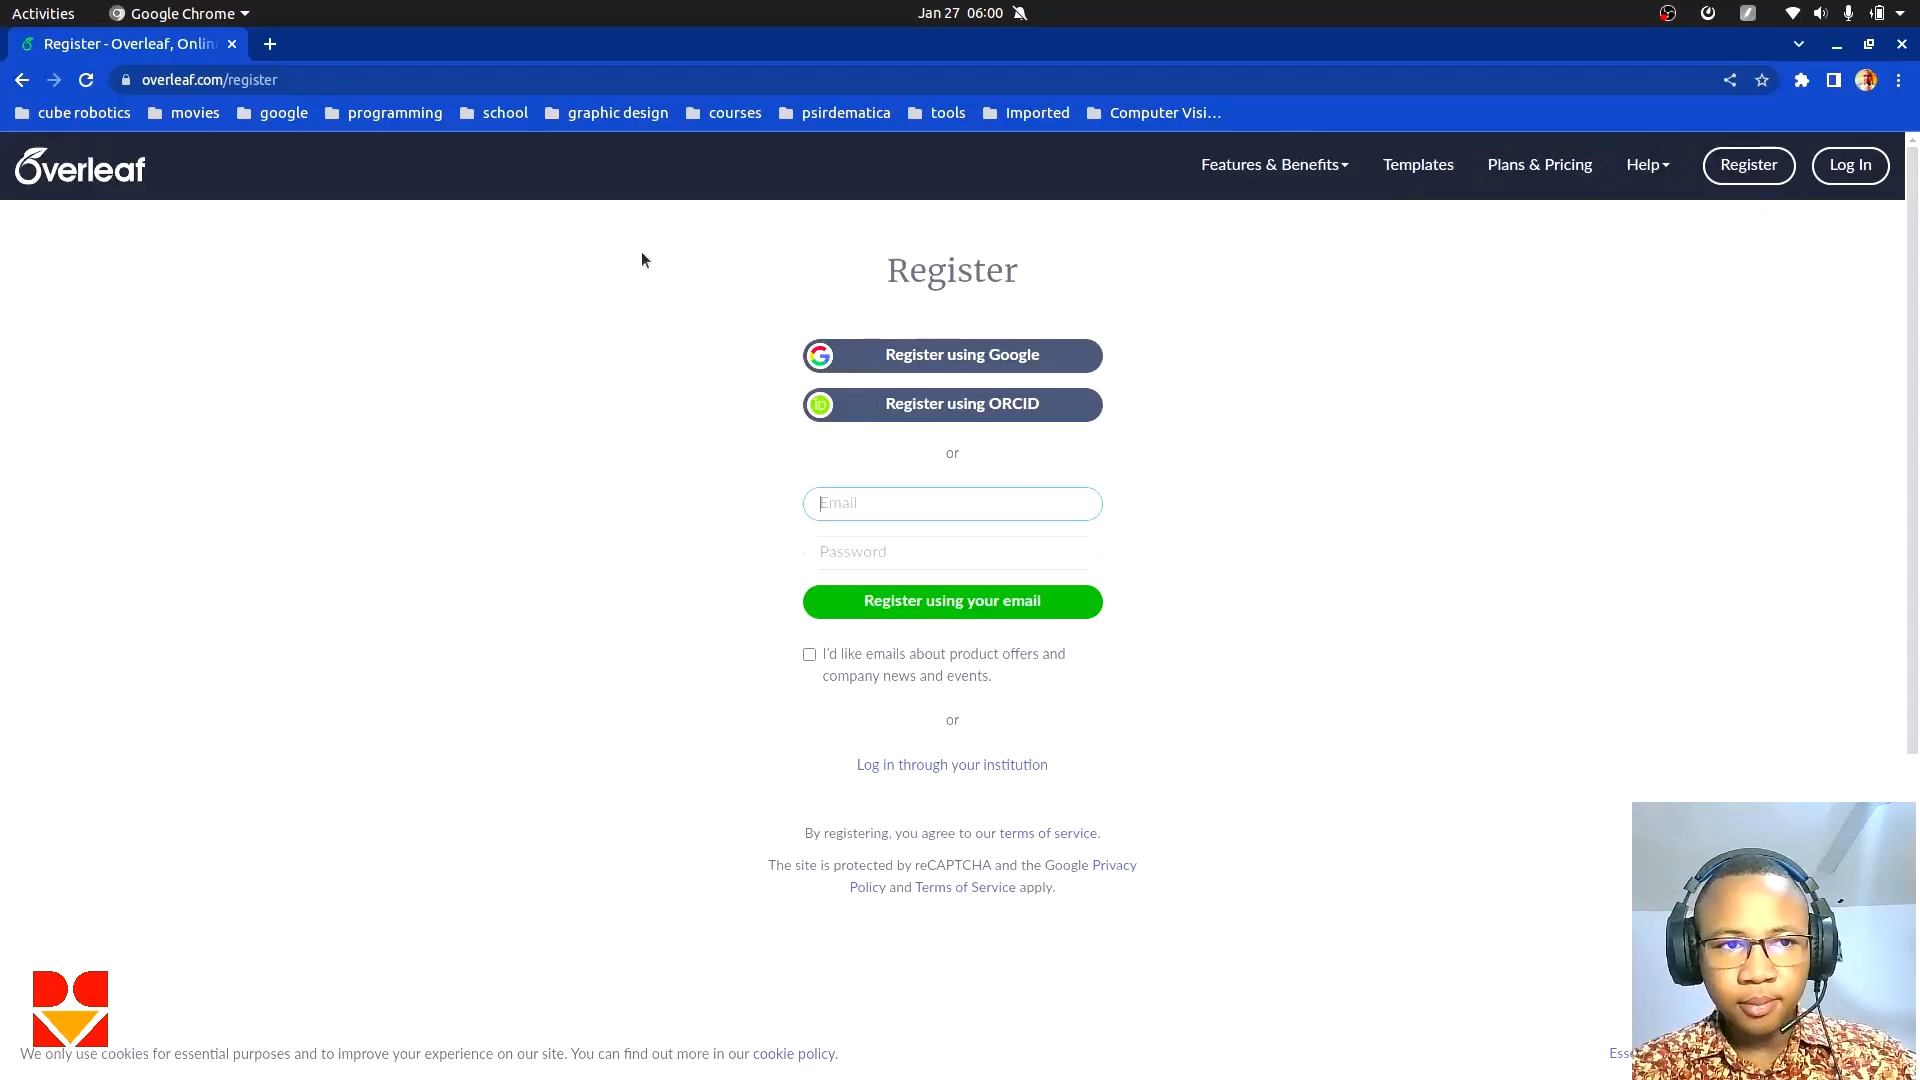 Activities
Google Chrome
Jan 27 06:00
Register - Overleaf, Onlin
overleaf.com/register
cube robotics
movies
google
programming
school
graphic design
courses
psirdematica
tools
Imported
Computer Visi...
Overleaf
Features & Benefits
Templates
Plans & Pricing
Help
Register
Log In
Register
Register using Google
Register using ORCID
or
Email
Password
Register using your email
I'd like emails about product offers and
company news and events.
or
Log in through your institution
By registering, you agree to our terms of service.
The site is protected by reCAPTCHA and the Google Privacy
Policy and Terms of Service apply.
We only use cookies for essential purposes and to improve your experience on our site. You can find out more in our cookie policy.